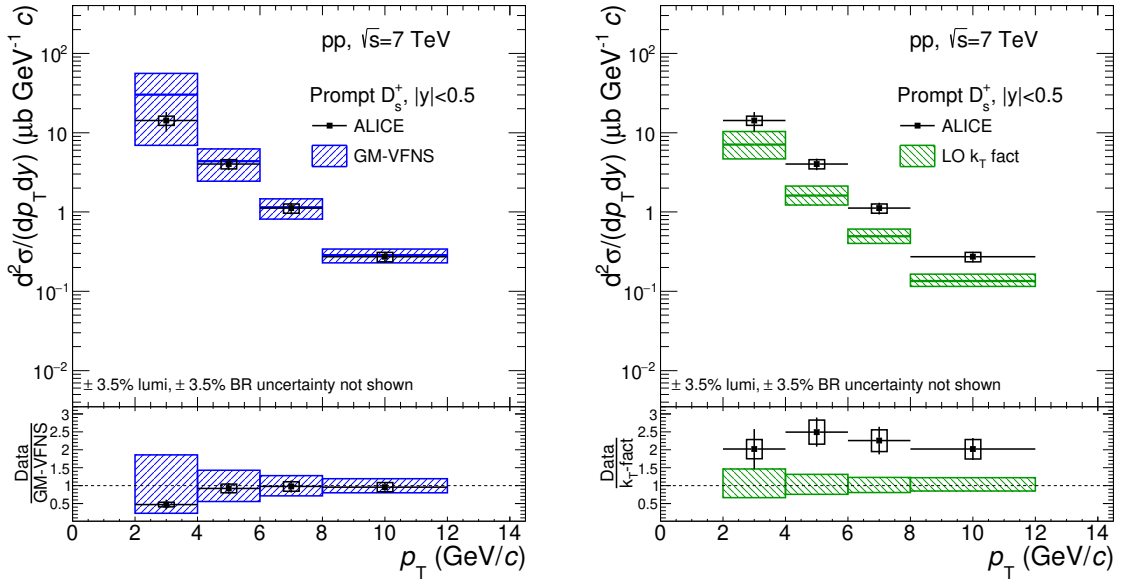 pp, √s=7 TeV
Prompt D_s^+, |y|<0.5
ALICE
GM-VFNS
d²σ/(dp_T dy) (μb GeV⁻¹ c)
10²
10
1
10⁻¹
10⁻²
± 3.5% lumi, ± 3.5% BR uncertainty not shown
Data
GM-VFNS
3
2.5
2
1.5
1
0.5
0 2 4 6 8 10 12 14
p_T (GeV/c)
pp, √s=7 TeV
Prompt D_s^+, |y|<0.5
ALICE
LO k_T fact
d²σ/(dp_T dy) (μb GeV⁻¹ c)
10²
10
1
10⁻¹
10⁻²
± 3.5% lumi, ± 3.5% BR uncertainty not shown
Data
k_T-fact
3
2.5
2
1.5
1
0.5
0 2 4 6 8 10 12 14
p_T (GeV/c)